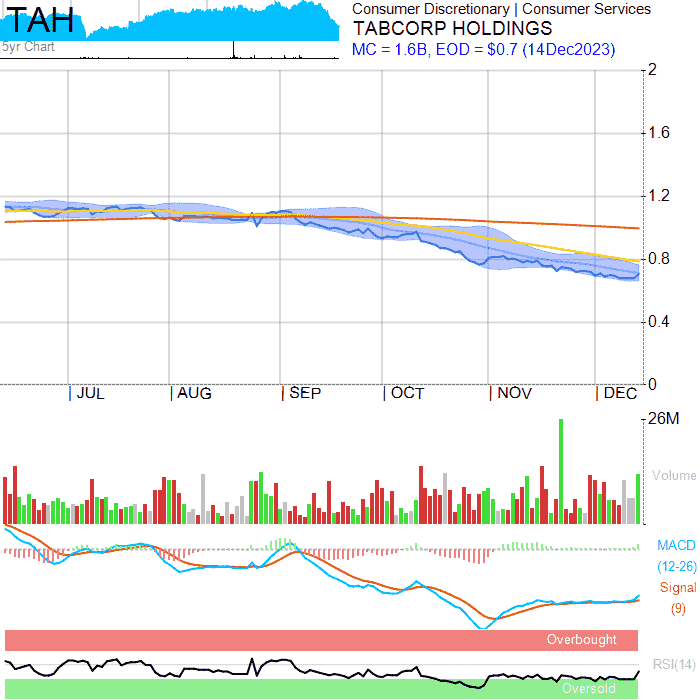 TAH
5yr Chart
Consumer Discretionary | Consumer Services
TABCORP HOLDINGS
MC = 1.6B, EOD = $0.7 (14Dec2023)
2
1.6
1.2
0.8
0.4
0
| JUL | AUG | SEP | OCT | NOV | DEC
26M
Volume
MACD
(12-26)
Signal
(9)
Overbought
RSI(14)
Oversold